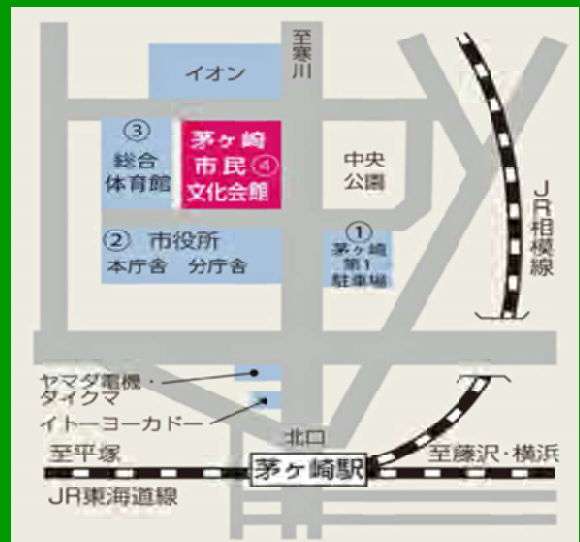 至寒川
イオン
③
総合
体育館
茅ヶ崎
市民④
文化会館
中央
公園
JR相模線
② 市役所
本庁舎 分庁舎
①
茅ヶ崎
第1
駐車場
ヤマダ電機・
ダイクマ
イトーヨーカドー
北口
至平塚
茅ヶ崎駅
至藤沢・横浜
JR東海道線